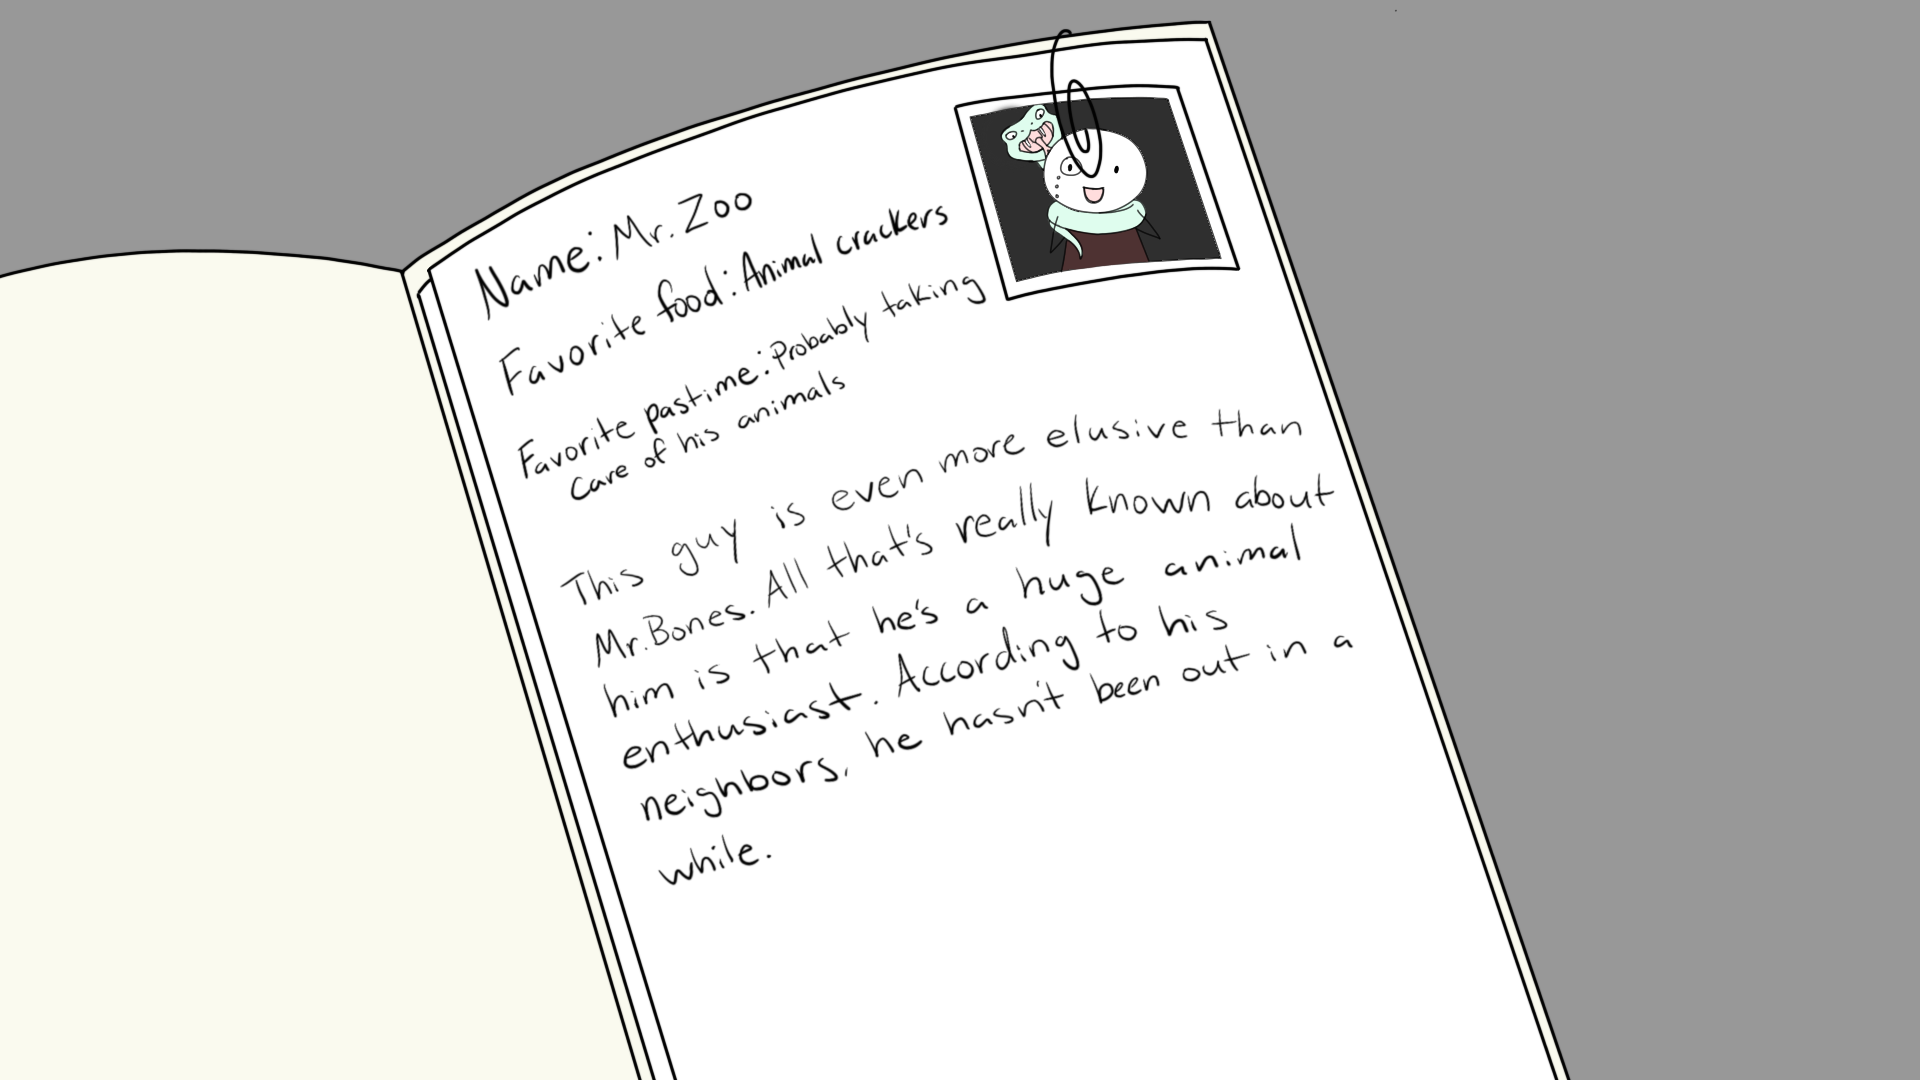 Name: Mr. Zoo
Favorite food: Animal crackers
Favorite pastime: Probably taking
care of his animals
This guy is even more elusive than
Mr. Bones. All that's really known about
him is that he's a huge animal
enthusiast. According to his
neighbors, he hasn't been out in a
while.